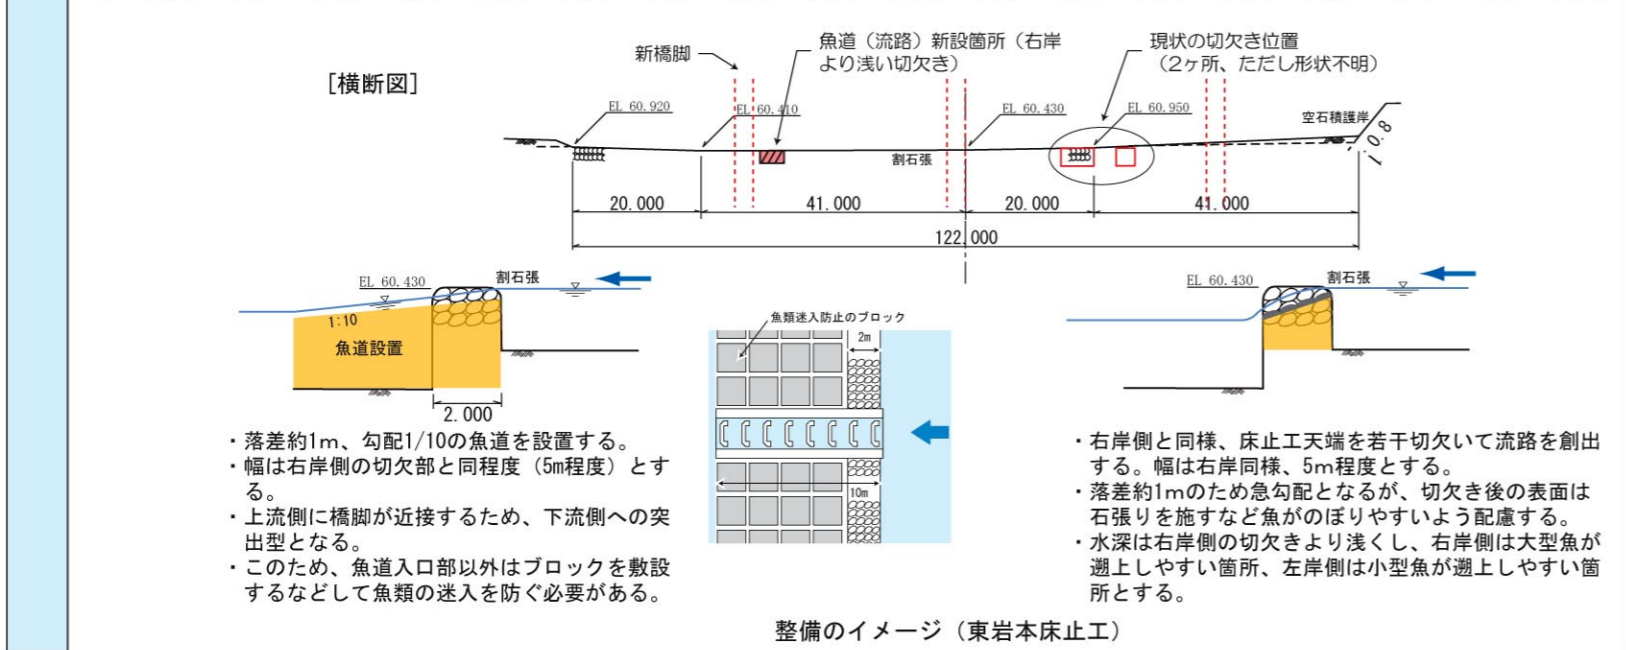 [横断図]
新橋脚
魚道（流路）新設箇所（右岸
より浅い切欠き）
現状の切欠き位置
（2ヶ所、ただし形状不明）
EL 60.920
EL 60.410
EL 60.430
EL 60.950
空石積護岸
1:0.8
割石張
20.000
41.000
20.000
41.000
122.000
EL 60.430
割石張
1:10
魚道設置
2.000
魚類迷入防止のブロック
2m
10m
EL 60.430
割石張
・落差約1ｍ、勾配1/10の魚道を設置する。
・幅は右岸側の切欠部と同程度（5m程度）とす
る。
・上流側に橋脚が近接するため、下流側への突
出型となる。
・このため、魚道入口部以外はブロックを敷設
するなどして魚類の迷入を防ぐ必要がある。
・右岸側と同様、床止工天端を若干切欠いて流路を創出
する。幅は右岸同様、5ｍ程度とする。
・落差約1ｍのため急勾配となるが、切欠き後の表面は
石張りを施すなど魚がのぼりやすいよう配慮する。
・水深は右岸側の切欠きより浅くし、右岸側は大型魚が
遡上しやすい箇所、左岸側は小型魚が遡上しやすい箇
所とする。
整備のイメージ（東岩本床止工）